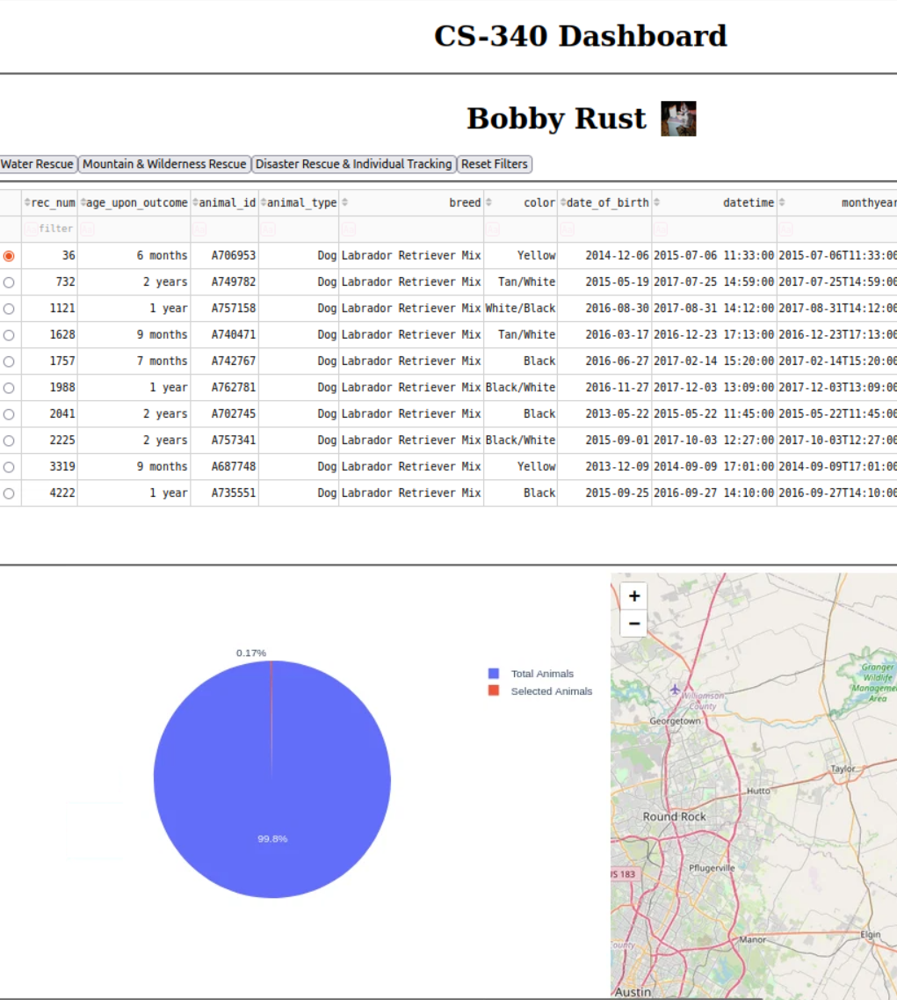 CS-340 Dashboard
Bobby Rust
Water Rescue Mountain & Wilderness Rescue Disaster Rescue & Individual Tracking Reset Filters
rec_num age_upon_outcome animal_id animal_type breed color date_of_birth datetime monthyear
Aa filter Aa Aa Aa Aa Aa Aa Aa Aa
36 6 months A706953 Dog Labrador Retriever Mix Yellow 2014-12-06 2015-07-06 11:33:00 2015-07-06T11:33:00
732 2 years A749782 Dog Labrador Retriever Mix Tan/White 2015-05-19 2017-07-25 14:59:00 2017-07-25T14:59:00
1121 1 year A757158 Dog Labrador Retriever Mix White/Black 2016-08-30 2017-08-31 14:12:00 2017-08-31T14:12:00
1628 9 months A740471 Dog Labrador Retriever Mix Tan/White 2016-03-17 2016-12-23 17:13:00 2016-12-23T17:13:00
1757 7 months A742767 Dog Labrador Retriever Mix Black 2016-06-27 2017-02-14 15:20:00 2017-02-14T15:20:00
1988 1 year A762781 Dog Labrador Retriever Mix Black/White 2016-11-27 2017-12-03 13:09:00 2017-12-03T13:09:00
2041 2 years A702745 Dog Labrador Retriever Mix Black 2013-05-22 2015-05-22 11:45:00 2015-05-22T11:45:00
2225 2 years A757341 Dog Labrador Retriever Mix Black/White 2015-09-01 2017-10-03 12:27:00 2017-10-03T12:27:00
3319 9 months A687748 Dog Labrador Retriever Mix Yellow 2013-12-09 2014-09-09 17:01:00 2014-09-09T17:01:00
4222 1 year A735551 Dog Labrador Retriever Mix Black 2015-09-25 2016-09-27 14:10:00 2016-09-27T14:10:00
0.17%
99.8%
Total Animals
Selected Animals
+
−
Granger
Wildlife
Manageme
Area
Williamson
County
Georgetown
Taylor
Hutto
Round Rock
Pflugerville
US 183
Elgin
Manor
ounty
Austin